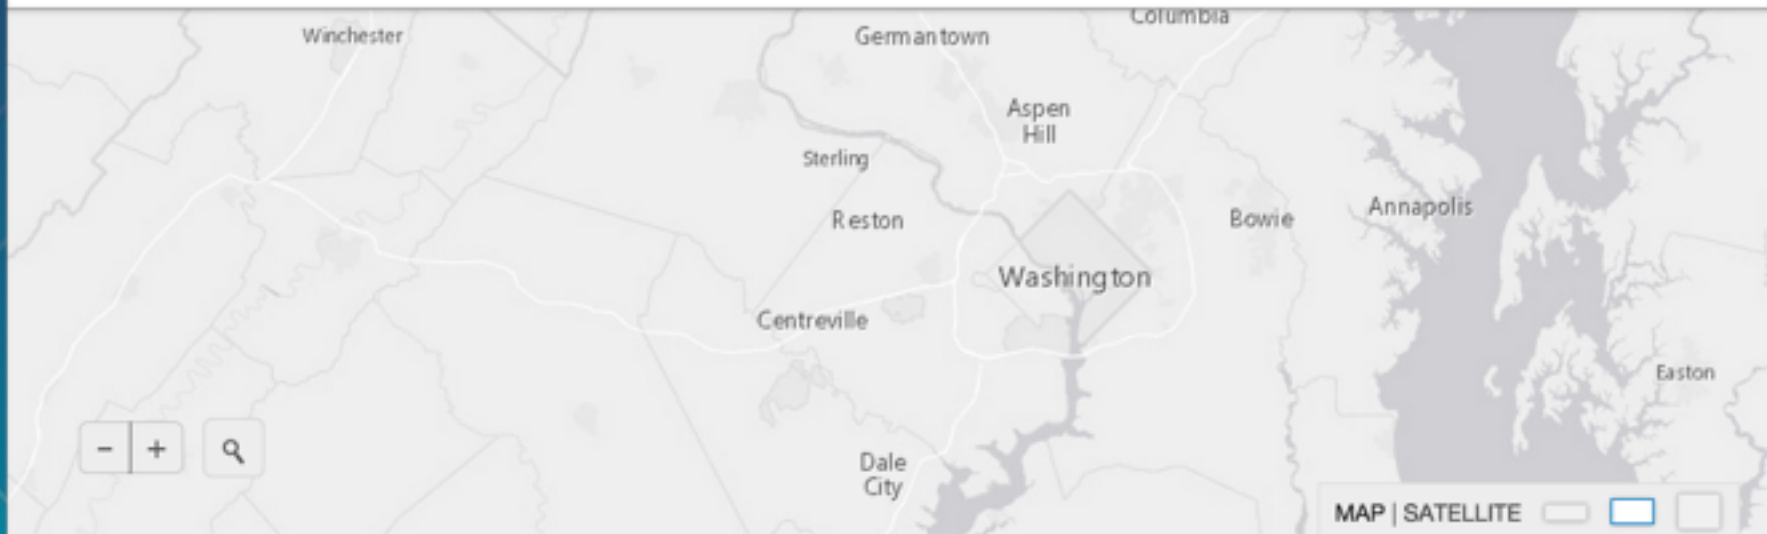 Columbia
Winchester
Germantown
Aspen
Hill
Sterling
Reston
Bowie
Annapolis
Washington
Centreville
Easton
Dale
City
MAP | SATELLITE